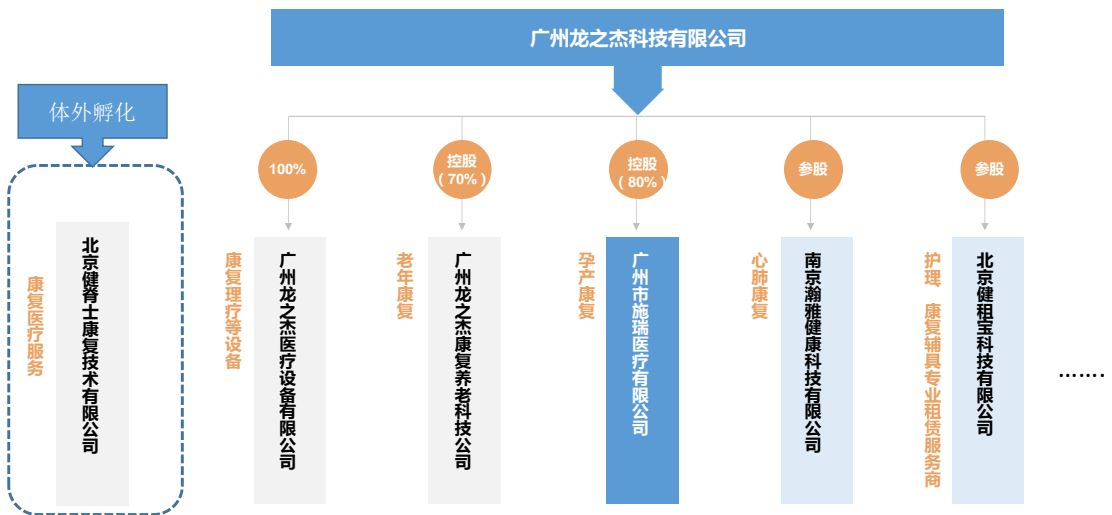 广州龙之杰科技有限公司
体外孵化
康复医疗服务
北京健脊士康复技术有限公司
100%
康复理疗等设备
广州龙之杰医疗设备有限公司
控股
（70%）
老年康复
广州龙之杰康复养老科技公司
控股
（80%）
孕产康复
广州市施瑞医疗有限公司
参股
心肺康复
南京瀚雅健康科技有限公司
参股
护理、康复辅具专业租赁服务商
北京健租宝科技有限公司
........